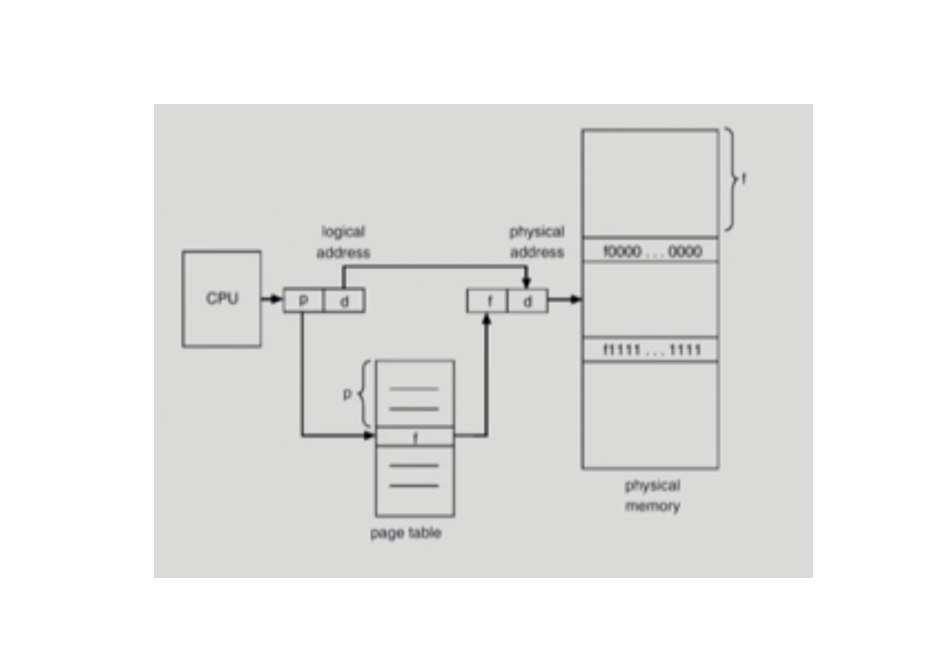 logical
address
physical
address
f
f0000 . . . 0000
CPU
p
d
f
d
f1111 . . . 1111
p
f
physical
memory
page table